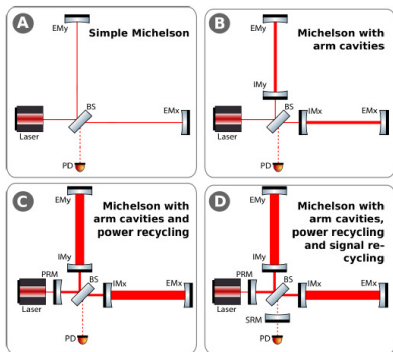 A
Simple Michelson
EMy
BS
EMx
Laser
PD
B
Michelson with
arm cavities
EMy
IMy
BS
IMx
EMx
Laser
PD
C
Michelson with
arm cavities and
power recycling
EMy
IMy
PRM
BS
IMx
EMx
Laser
PD
D
Michelson with
arm cavities,
power recycling
and signal re-
cycling
EMy
IMy
PRM
BS
IMx
EMx
Laser
SRM
PD